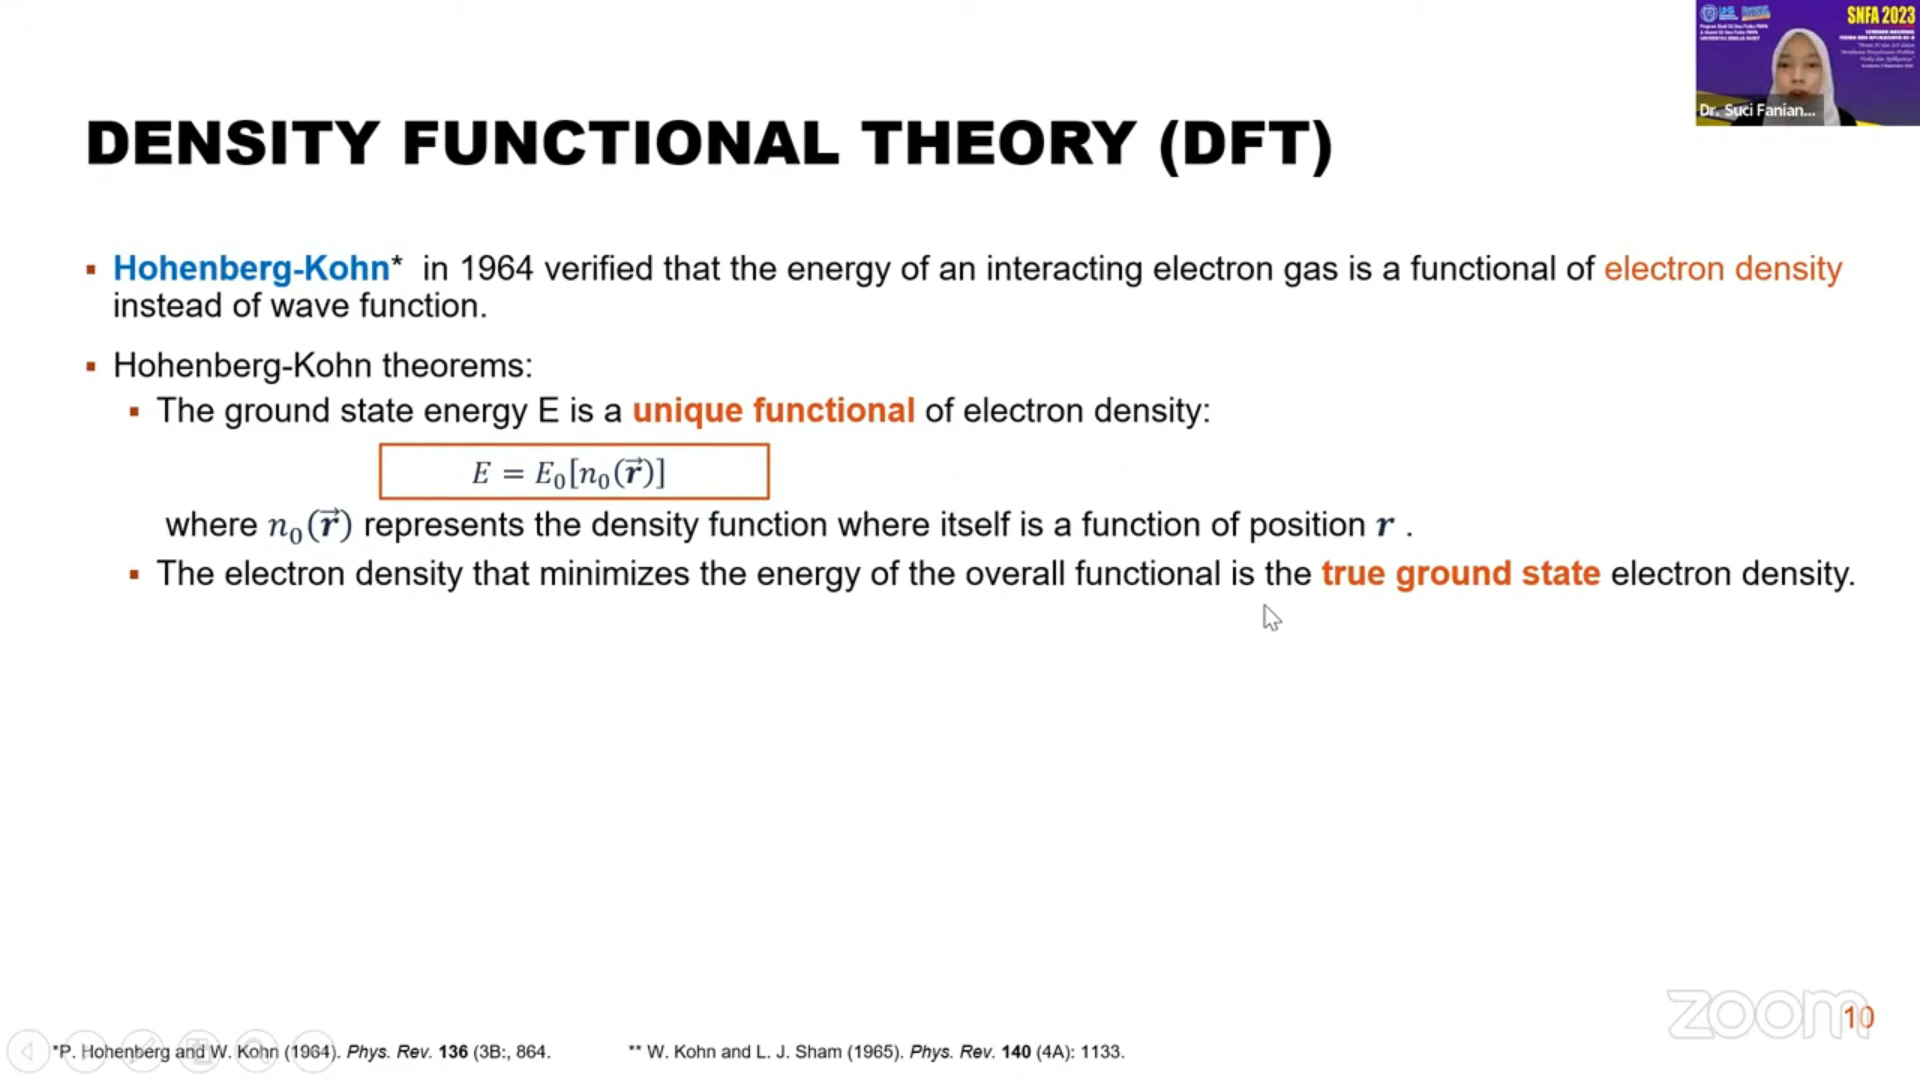 SNFA 2023
Dr. Suci Fanian...
DENSITY FUNCTIONAL THEORY (DFT)
▪ Hohenberg-Kohn* in 1964 verified that the energy of an interacting electron gas is a functional of electron density
instead of wave function.
▪ Hohenberg-Kohn theorems:
▪ The ground state energy E is a unique functional of electron density:
E = E₀[n₀(r⃗)]
where n₀(r⃗) represents the density function where itself is a function of position r .
▪ The electron density that minimizes the energy of the overall functional is the true ground state electron density.
zoom
10
*P. Hohenberg and W. Kohn (1964). Phys. Rev. 136 (3B:, 864.
** W. Kohn and L. J. Sham (1965). Phys. Rev. 140 (4A): 1133.